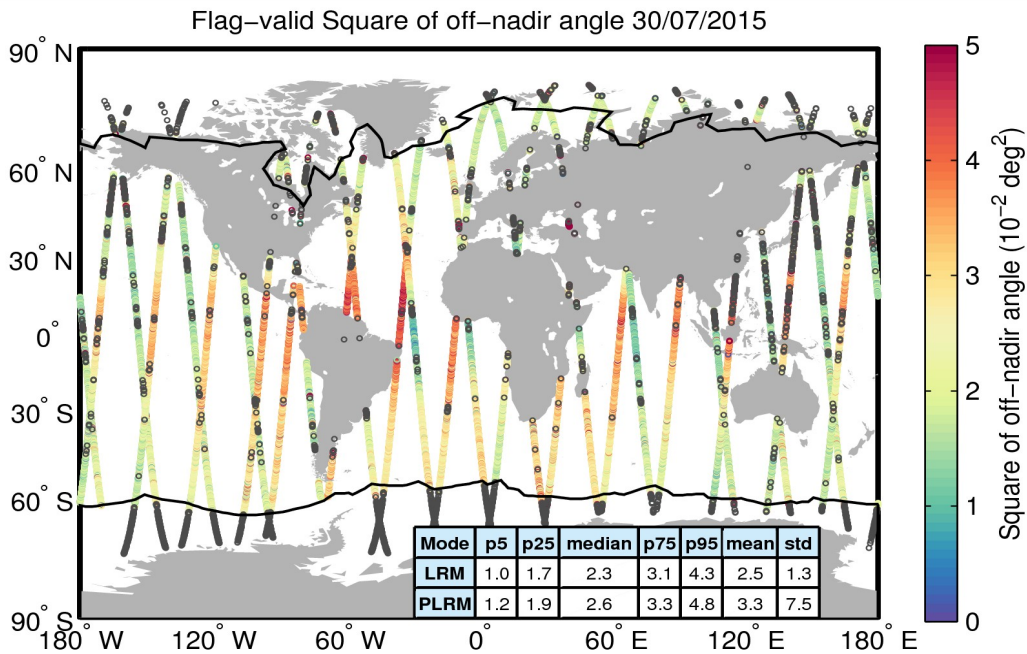 Flag−valid Square of off−nadir angle 30/07/2015
90° N
60° N
30° N
0°
30° S
60° S
90° S
180° W
120° W
60° W
0°
60° E
120° E
180° E
Mode p5 p25 median p75 p95 mean std
LRM 1.0 1.7 2.3 3.1 4.3 2.5 1.3
PLRM 1.2 1.9 2.6 3.3 4.8 3.3 7.5
5
4
3
2
1
0
Square of off−nadir angle (10⁻² deg²)